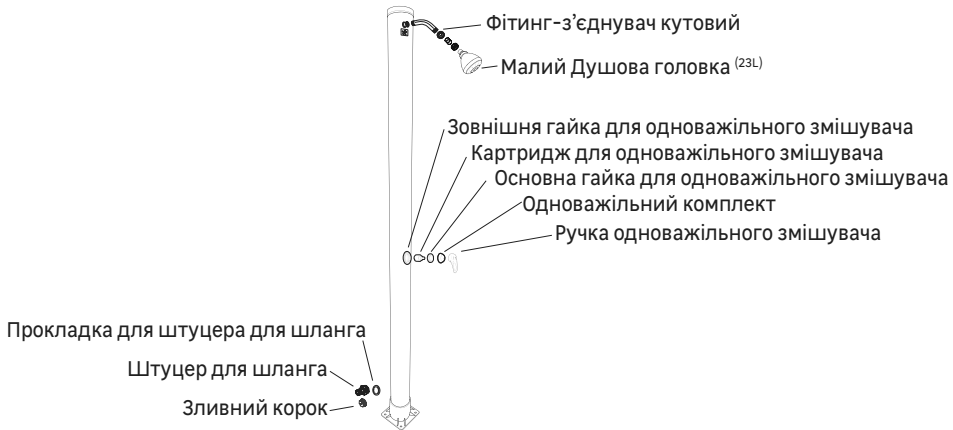 Фітинг-з’єднувач кутовий
Малий Душова головка (23L)
Зовнішня гайка для одноважільного змішувача
Картридж для одноважільного змішувача
Основна гайка для одноважільного змішувача
Одноважільний комплект
Ручка одноважільного змішувача
Прокладка для штуцера для шланга
Штуцер для шланга
Зливний корок